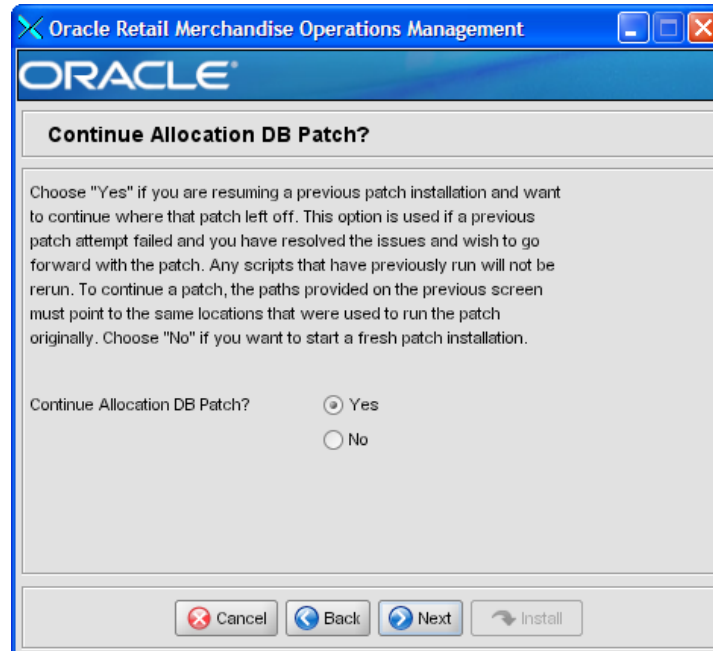 Oracle Retail Merchandise Operations Management
ORACLE®
Continue Allocation DB Patch?
Choose "Yes" if you are resuming a previous patch installation and want
to continue where that patch left off. This option is used if a previous
patch attempt failed and you have resolved the issues and wish to go
forward with the patch. Any scripts that have previously run will not be
rerun. To continue a patch, the paths provided on the previous screen
must point to the same locations that were used to run the patch
originally. Choose "No" if you want to start a fresh patch installation.
Continue Allocation DB Patch? Yes
No
Cancel Back Next Install